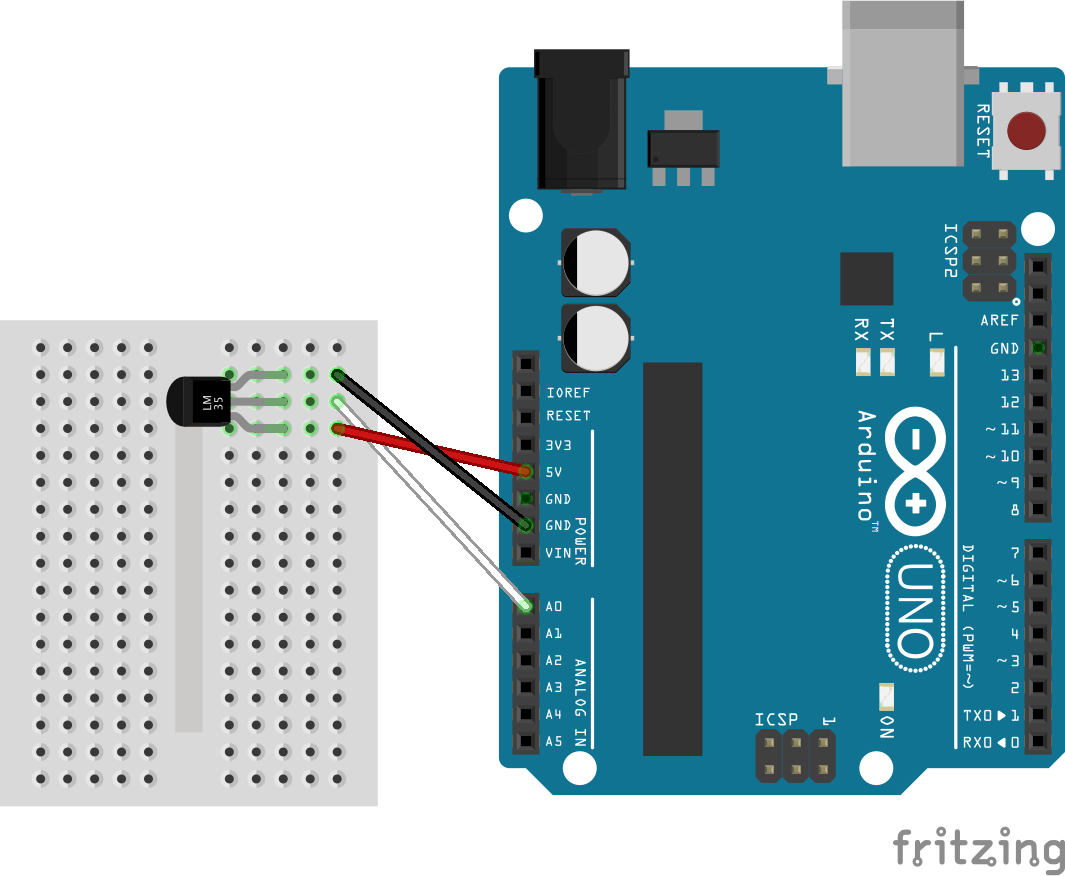 RESET
ICSP2
AREF
GND
RX
TX
L
13
12
~11
~10
~9
8
IOREF
RESET
3V3
5V
GND
GND
VIN
POWER
LM
35
Arduino™
UNO
7
~6
~5
4
~3
2
TXO▶1
RXO◀0
DIGITAL (PWM=~)
A0
A1
A2
A3
A4
A5
ANALOG IN
ICSP
1
ON
fritzing